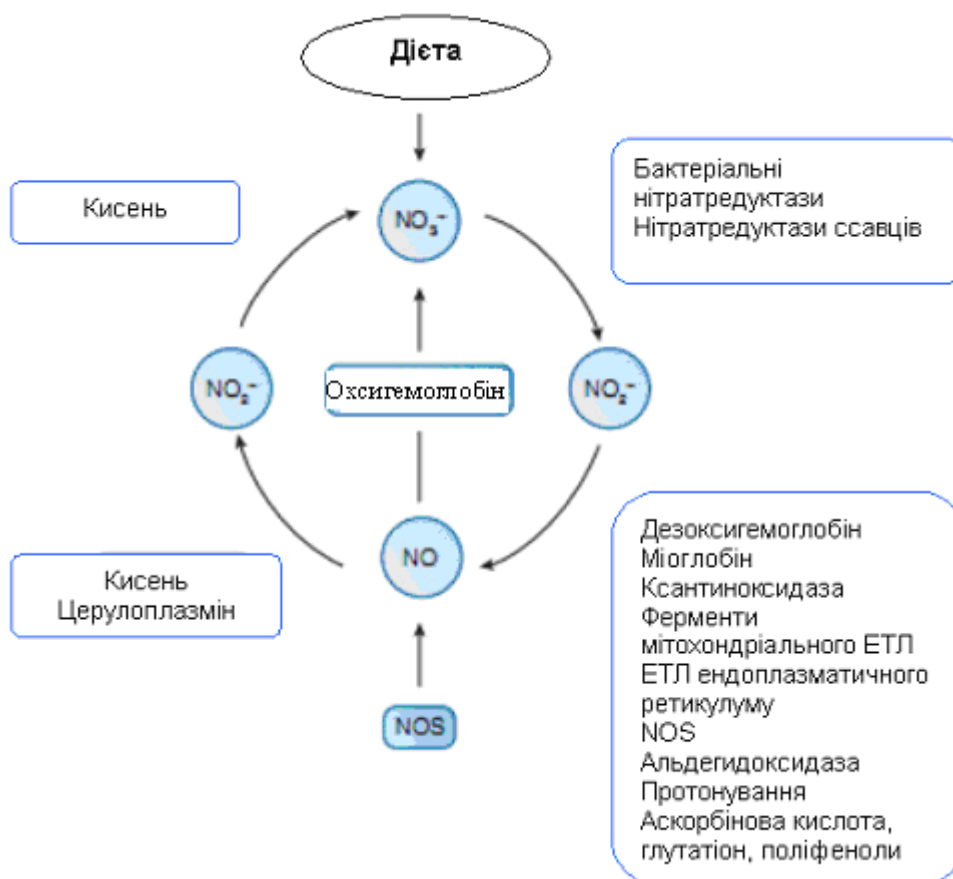 Дієта
Кисень
NO₃⁻
Бактеріальні
нітратредуктази
Нітратредуктази ссавців
NO₂⁻
Охсигемоглобін
NO₂⁻
NO
Кисень
Церулоплазмін
NOS
Дезоксигемоглобін
Міоглобін
Ксантиноксидаза
Ферменти
мітохондріального ЕТЛ
ЕТЛ ендоплазматичного
ретикулуму
NOS
Альдегідоксидаза
Протонування
Аскорбінова кислота,
глутатіон, поліфеноли